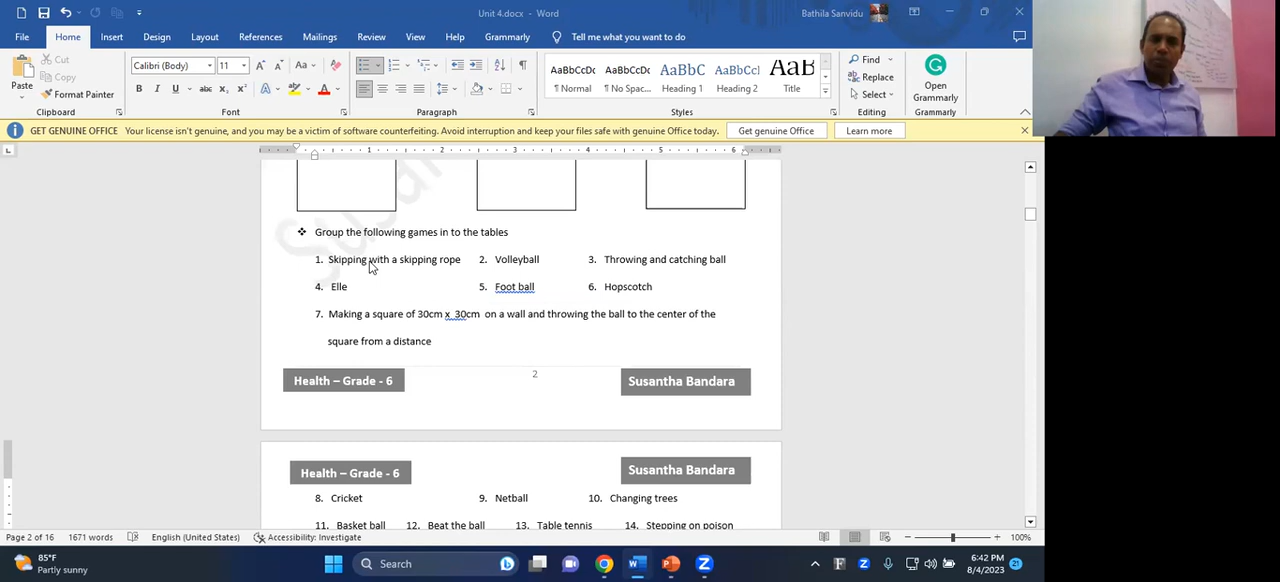 Unit 4.docx - Word
Bathila Sanvidu
File Home Insert Design Layout References Mailings Review View Help Grammarly Tell me what you want to do
Paste
Cut
Copy
Format Painter
Clipboard
Calibri (Body) 11
Font
Paragraph
AaBbCcDc AaBbCcDc AaBbC AaBbCcI AaB
¶ Normal ¶ No Spac... Heading 1 Heading 2 Title
Styles
Find
Replace
Select
Editing
Open
Grammarly
Grammarly
GET GENUINE OFFICE Your license isn't genuine, and you may be a victim of software counterfeiting. Avoid interruption and keep your files safe with genuine Office today. Get genuine Office Learn more
1 2 3 4 5 6
Group the following games in to the tables
1. Skipping with a skipping rope 2. Volleyball 3. Throwing and catching ball
4. Elle 5. Foot ball 6. Hopscotch
7. Making a square of 30cm x 30cm on a wall and throwing the ball to the center of the
square from a distance
2
Health – Grade - 6 Susantha Bandara
Health – Grade - 6 Susantha Bandara
8. Cricket 9. Netball 10. Changing trees
11. Basket ball 12. Beat the ball 13. Table tennis 14. Stepping on poison
Page 2 of 16 1671 words English (United States) Accessibility: Investigate 100%
85°F
Partly sunny
Search
6:42 PM
8/4/2023
21